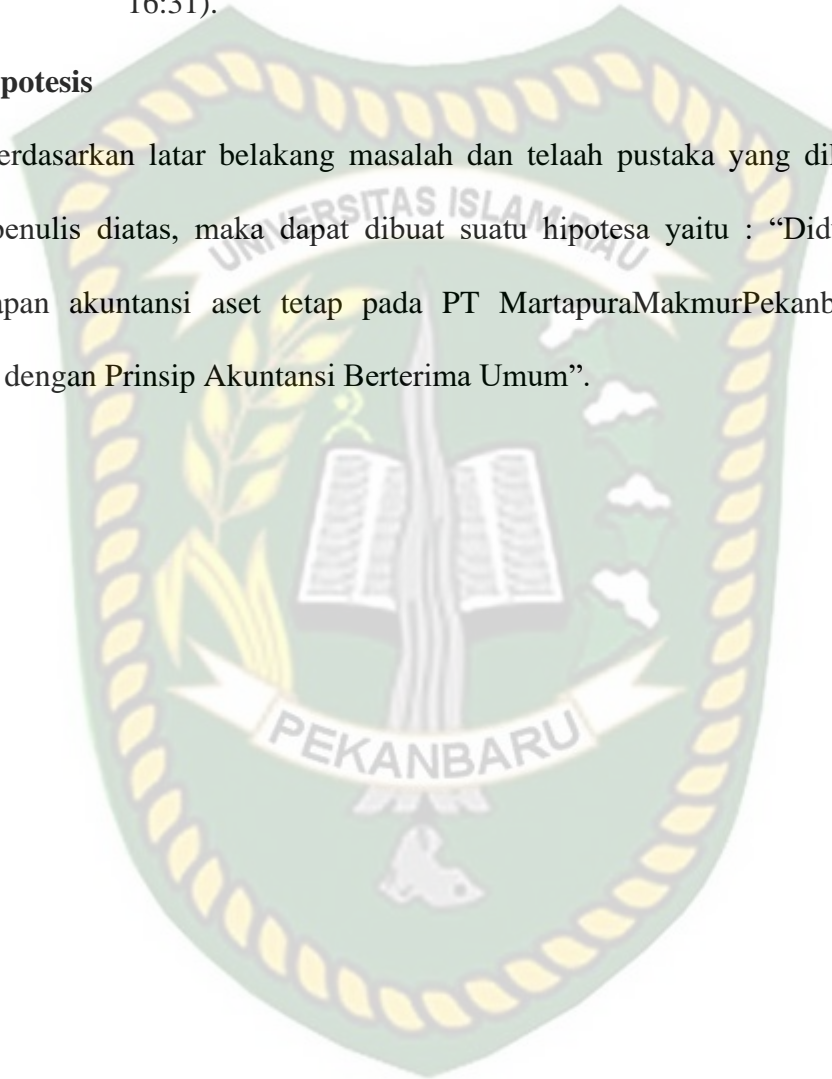 16:31).
potesis
erdasarkan latar belakang masalah dan telaah pustaka yang dil
penulis diatas, maka dapat dibuat suatu hipotesa yaitu : “Did
apan akuntansi aset tetap pada PT MartapuraMakmurPekanb
dengan Prinsip Akuntansi Berterima Umum”.
UNIVERSITAS ISLAM RIAU
PEKANBARU